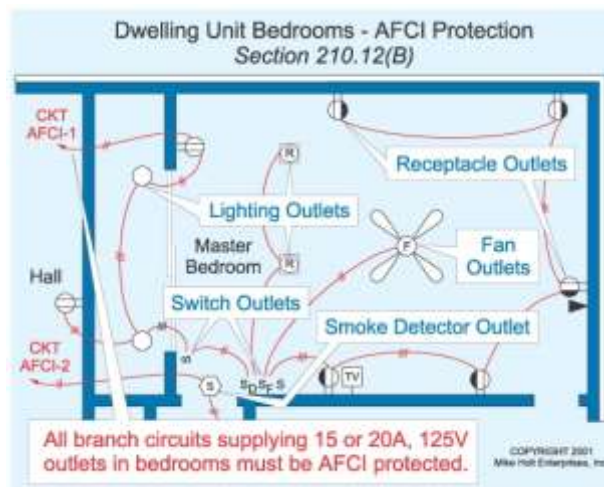 Dwelling Unit Bedrooms - AFCI Protection
Section 210.12(B)
CKT
AFCI-1
Receptacle Outlets
R
Lighting Outlets
Master
Bedroom
R
F
Fan
Outlets
Hall
Switch Outlets
Smoke Detector Outlet
S
CKT
AFCI-2
S
SDSFS
TV
All branch circuits supplying 15 or 20A, 125V
outlets in bedrooms must be AFCI protected.
COPYRIGHT 2001
Mike Holt Enterprises, Inc